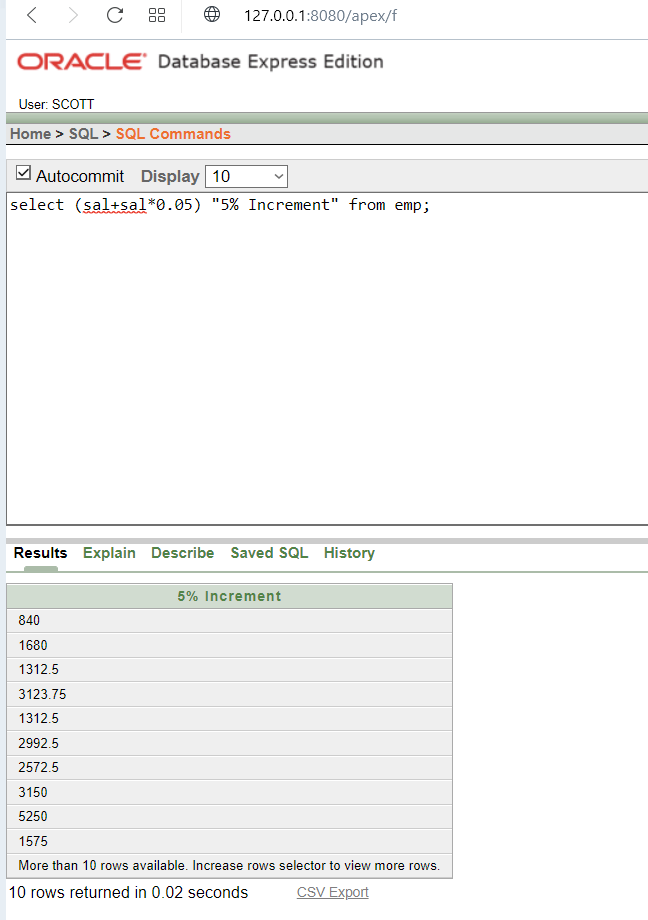 127.0.0.1:8080/apex/f
ORACLE Database Express Edition
User: SCOTT
Home > SQL > SQL Commands
Autocommit Display 10
select (sal+sal*0.05) "5% Increment" from emp;
Results Explain Describe Saved SQL History
5% Increment
840
1680
1312.5
3123.75
1312.5
2992.5
2572.5
3150
5250
1575
More than 10 rows available. Increase rows selector to view more rows.
10 rows returned in 0.02 seconds CSV Export